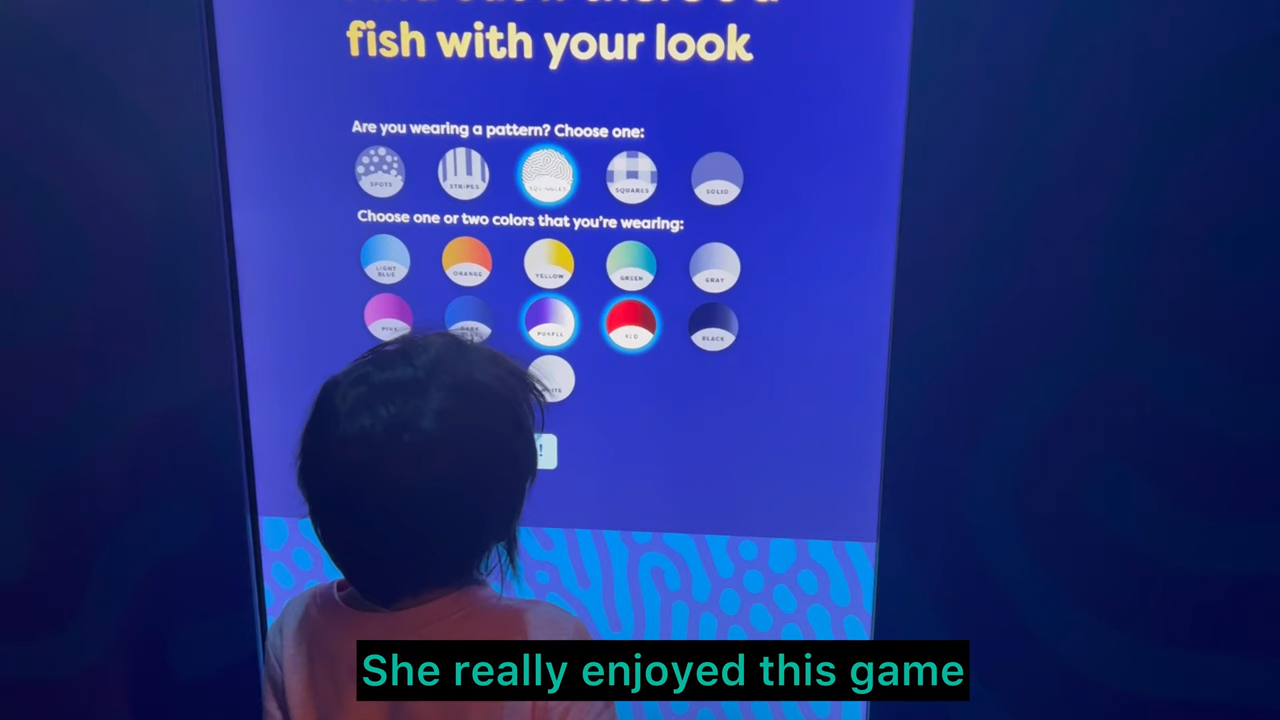 fish with your look
Are you wearing a pattern? Choose one:
SPOTS STRIPES SQUIGGLES SQUARES SOLID
Choose one or two colors that you're wearing:
LIGHT BLUE ORANGE YELLOW GREEN GRAY
PINK DARK PURPLE RED BLACK
!
She really enjoyed this game